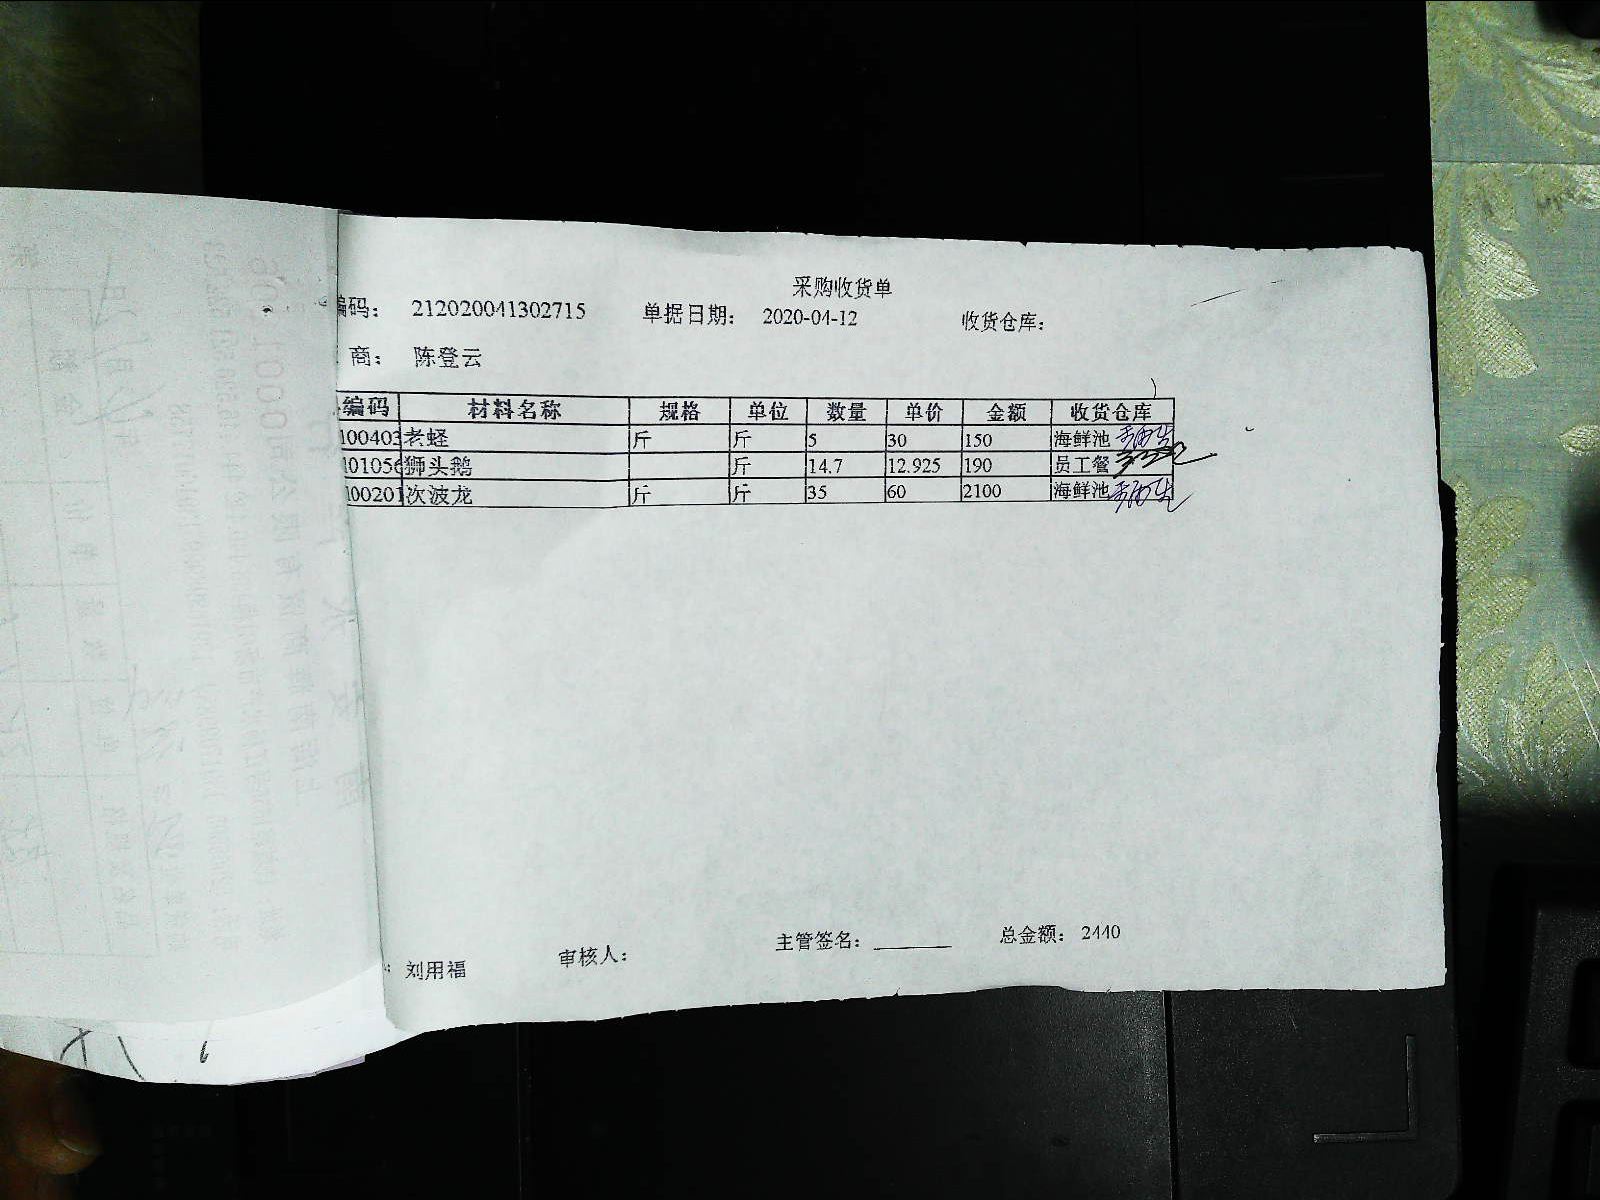 采购收货单
编码： 212020041302715 单据日期： 2020-04-12 收货仓库：
商： 陈登云
编码 材料名称 规格 单位 数量 单价 金额 收货仓库
100403 老蛏 斤 斤 5 30 150 海鲜池
101056 狮头鹅 斤 14.7 12.925 190 员工餐
100201 次波龙 斤 斤 35 60 2100 海鲜池
刘用福 审核人： 主管签名： 总金额： 2440